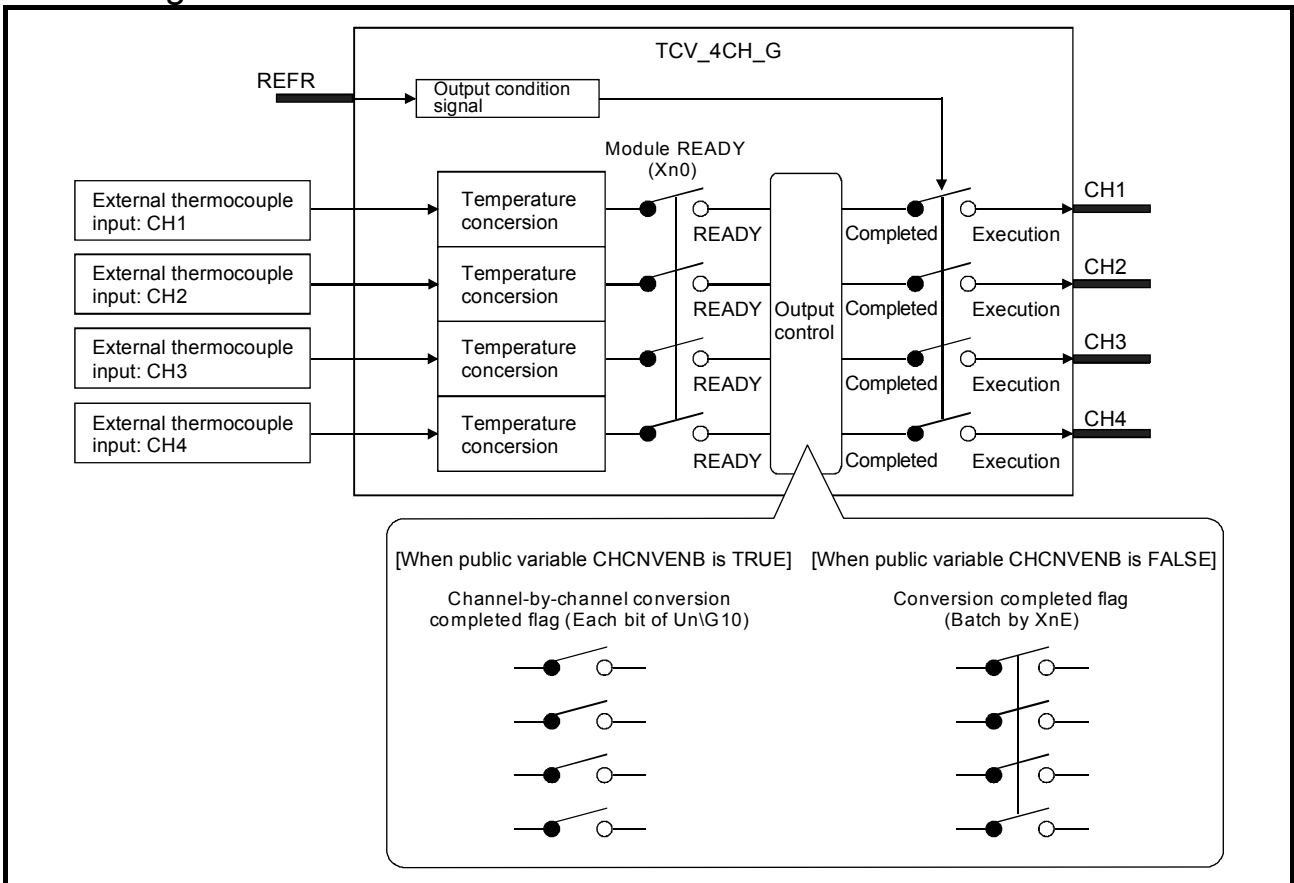 TCV_4CH_G
REFR
Output condition
signal
Module READY
(Xn0)
External thermocouple
input: CH1
Temperature
concersion
READY
Completed
Execution
CH1
External thermocouple
input: CH2
Temperature
concersion
READY
Completed
Execution
CH2
Output
control
External thermocouple
input: CH3
Temperature
concersion
READY
Completed
Execution
CH3
External thermocouple
input: CH4
Temperature
concersion
READY
Completed
Execution
CH4
[When public variable CHCNVENB is TRUE]
Channel-by-channel conversion
completed flag (Each bit of Un\G10)
[When public variable CHCNVENB is FALSE]
Conversion completed flag
(Batch by XnE)